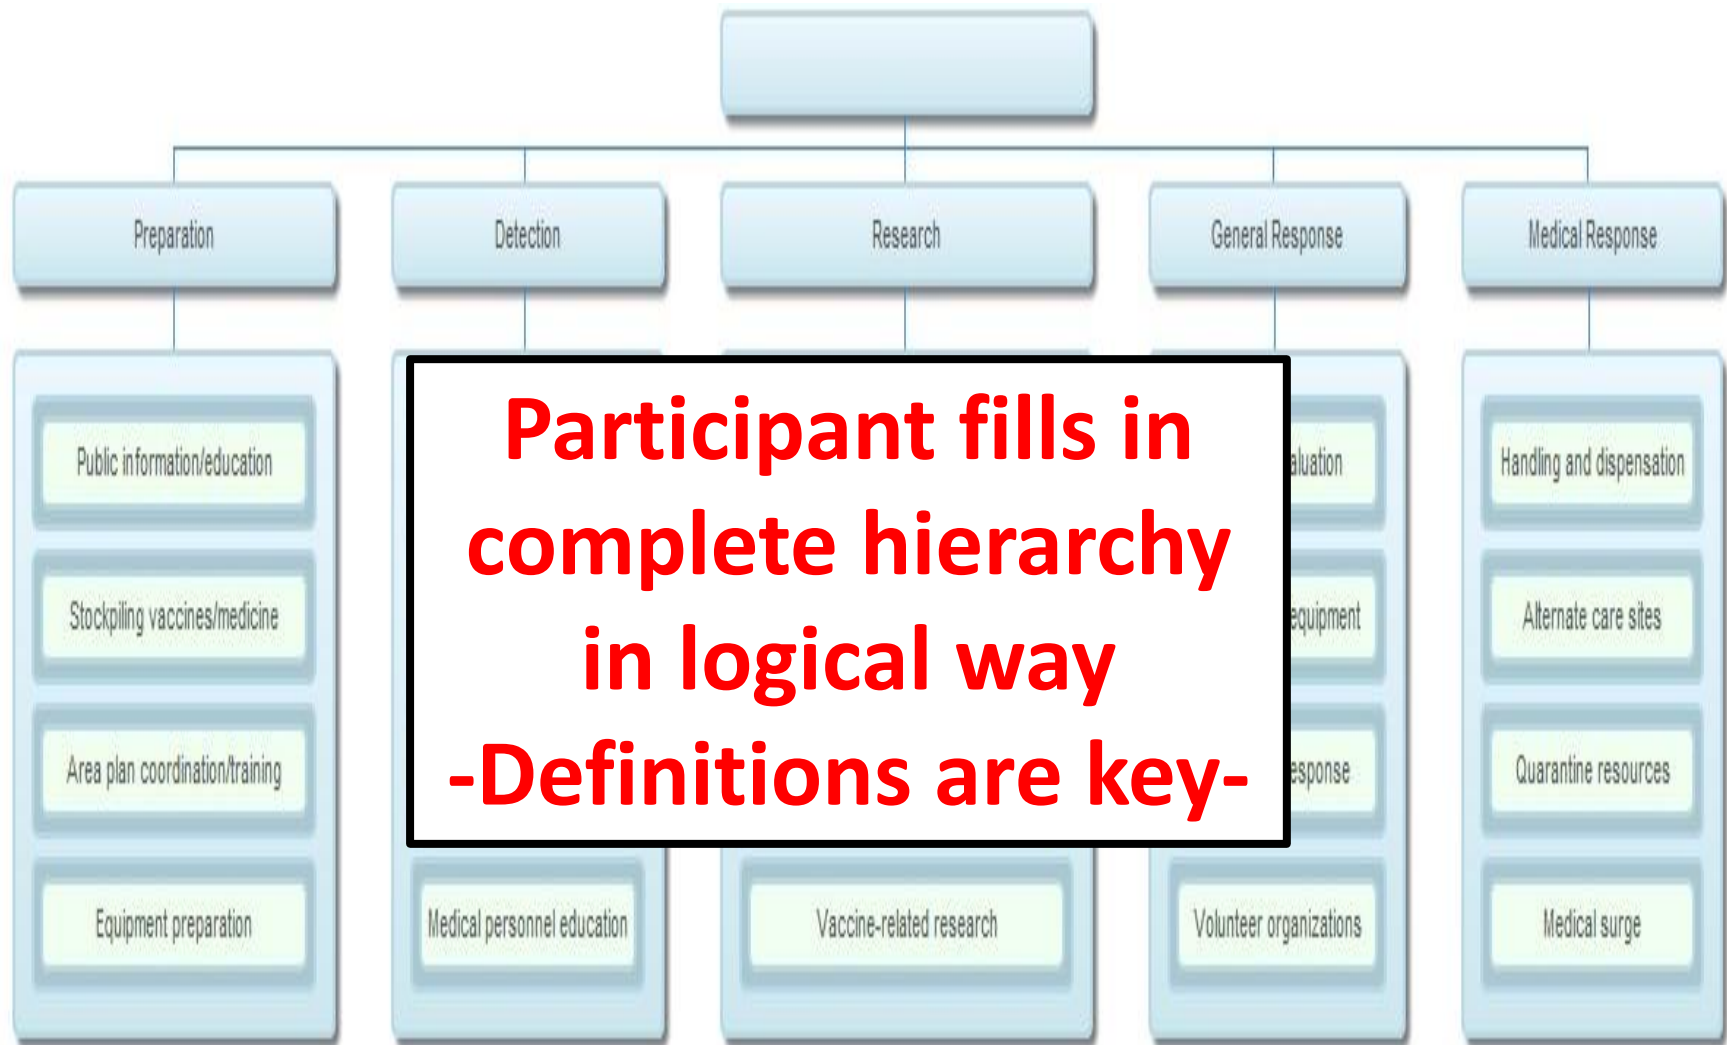 Preparation
Detection
Research
General Response
Medical Response
Public information/education
Stockpiling vaccines/medicine
Area plan coordination/training
Equipment preparation
Participant fills in
complete hierarchy
in logical way
-Definitions are key-
Medical personnel education
Vaccine-related research
equipment
Volunteer organizations
Handling and dispensation
Alternate care sites
Quarantine resources
Medical surge